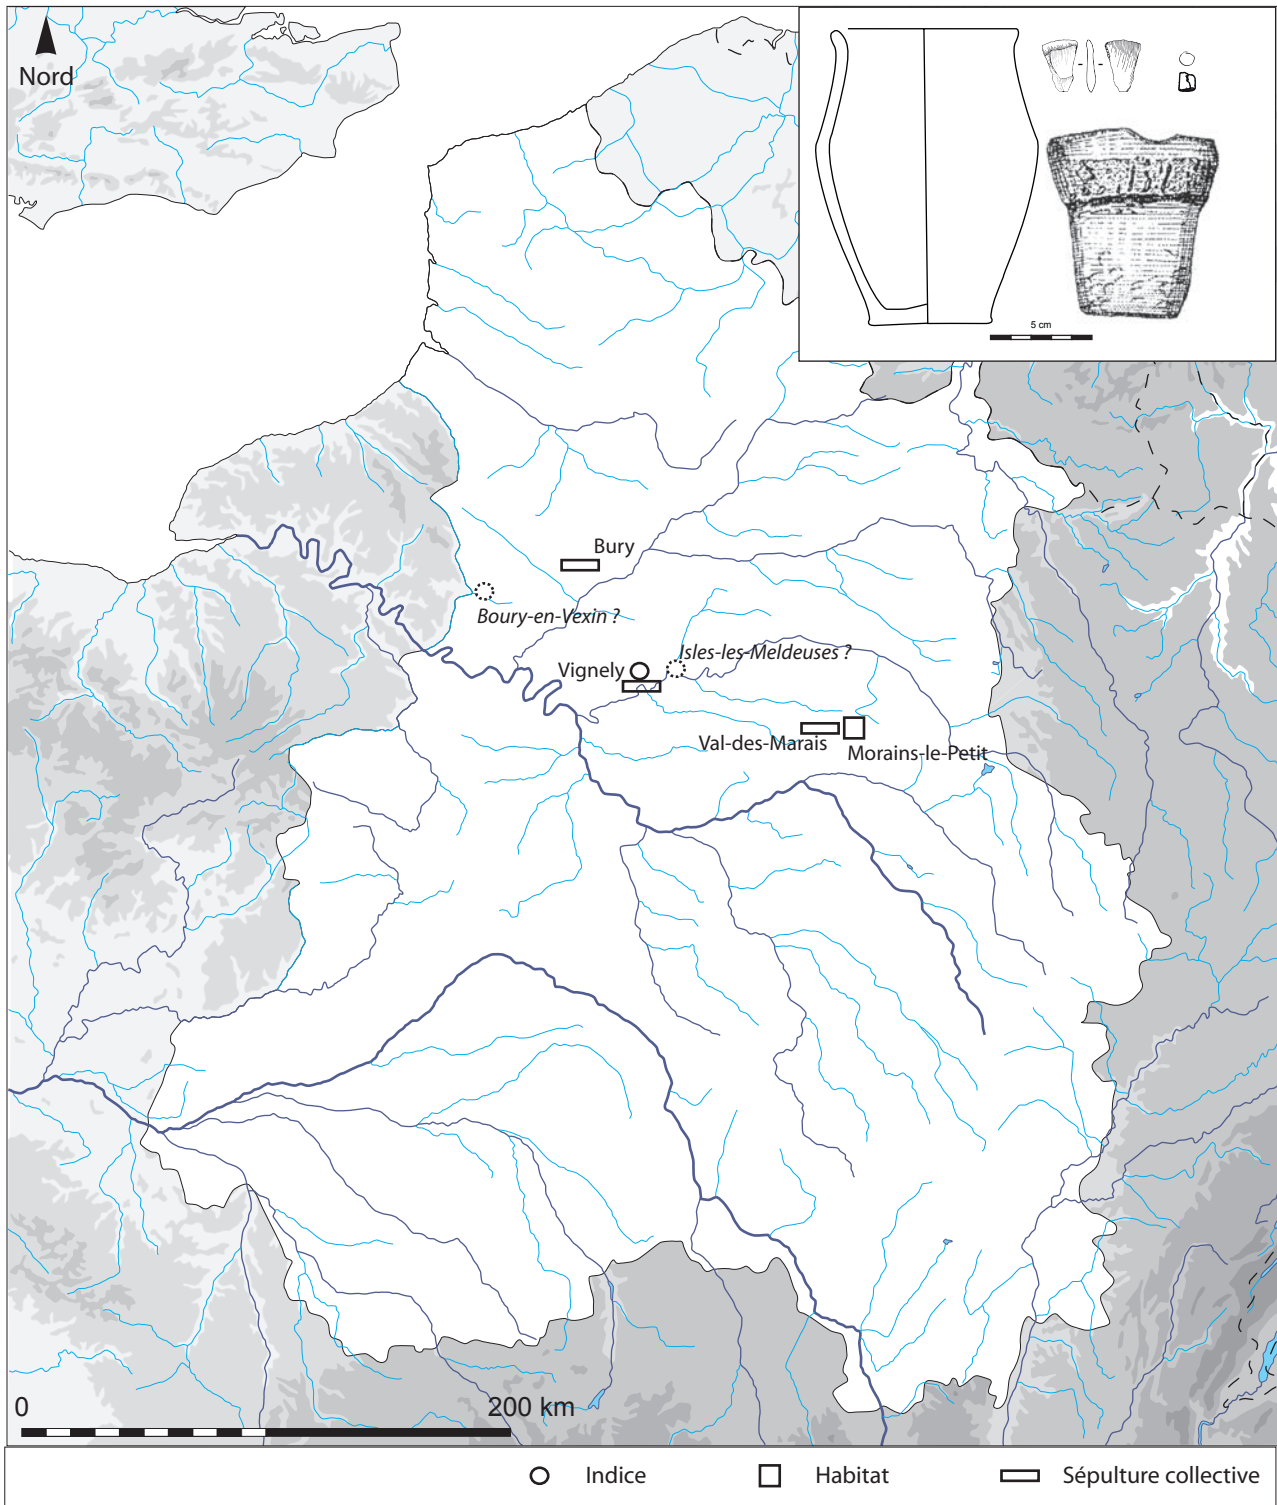 Nord
5 cm
Bury
Boury-en-Vexin ?
Isles-les-Meldeuses ?
Vignely
Val-des-Marais
Morains-le-Petit
0 200 km
Indice Habitat Sépulture collective